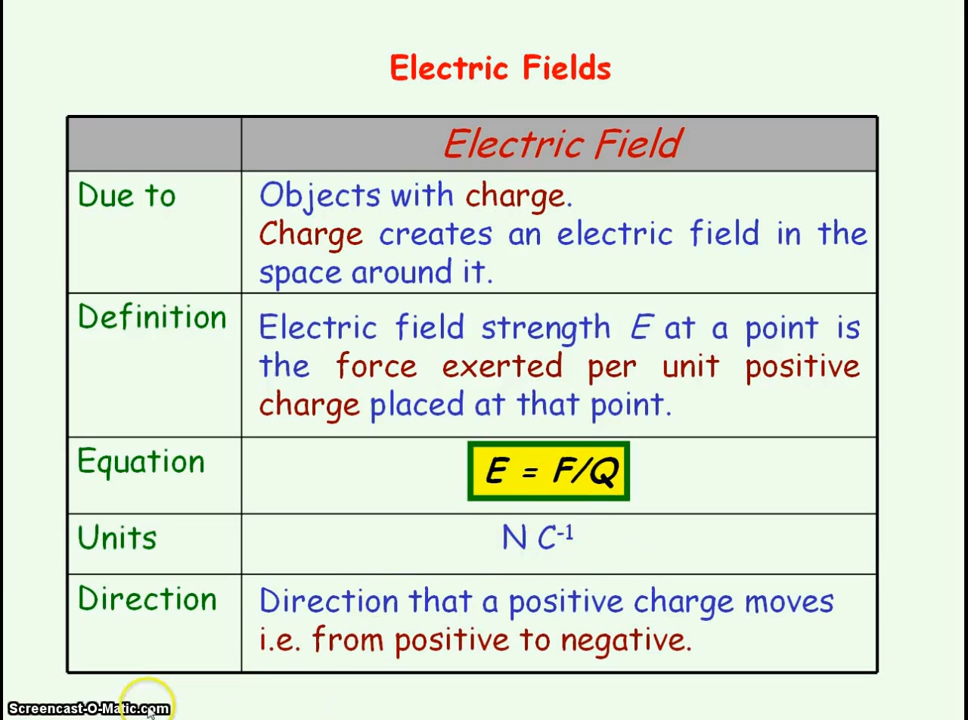 Electric Fields
Electric Field
Due to
Objects with charge.
Charge creates an electric field in the
space around it.
Definition
Electric field strength E at a point is
the force exerted per unit positive
charge placed at that point.
Equation
E = F/Q
Units
N C⁻¹
Direction
Direction that a positive charge moves
i.e. from positive to negative.
Screencast-O-Matic.com